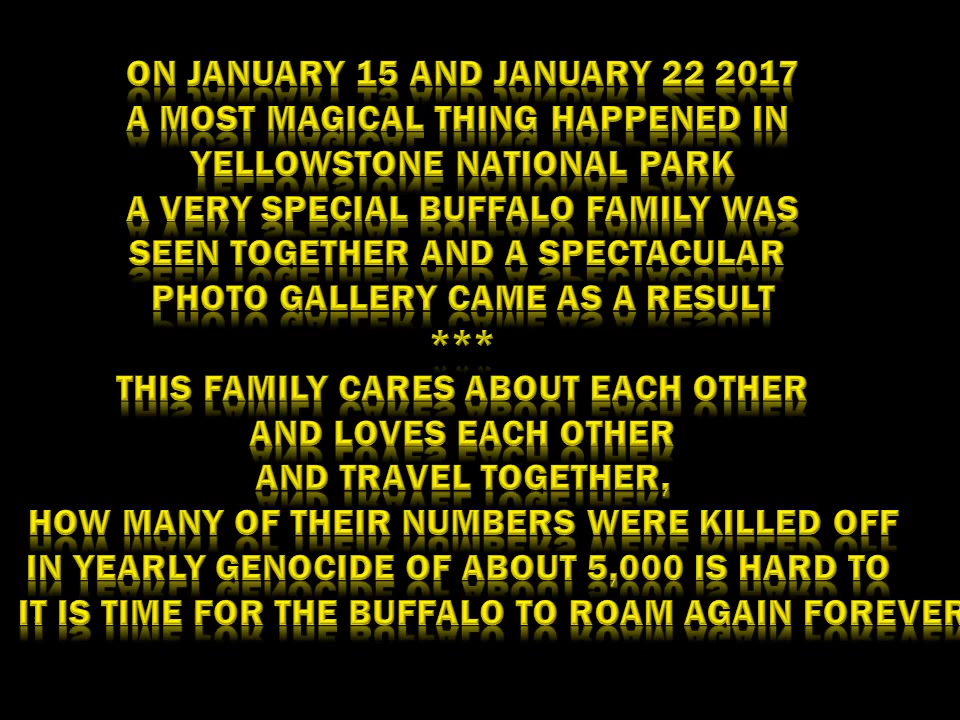 ON JANUARY 15 AND JANUARY 22 2017
A MOST MAGICAL THING HAPPENED IN
YELLOWSTONE NATIONAL PARK
A VERY SPECIAL BUFFALO FAMILY WAS
SEEN TOGETHER AND A SPECTACULAR
PHOTO GALLERY CAME AS A RESULT
***
THIS FAMILY CARES ABOUT EACH OTHER
AND LOVES EACH OTHER
AND TRAVEL TOGETHER,
HOW MANY OF THEIR NUMBERS WERE KILLED OFF
IN YEARLY GENOCIDE OF ABOUT 5,000 IS HARD TO
IT IS TIME FOR THE BUFFALO TO ROAM AGAIN FOREVER